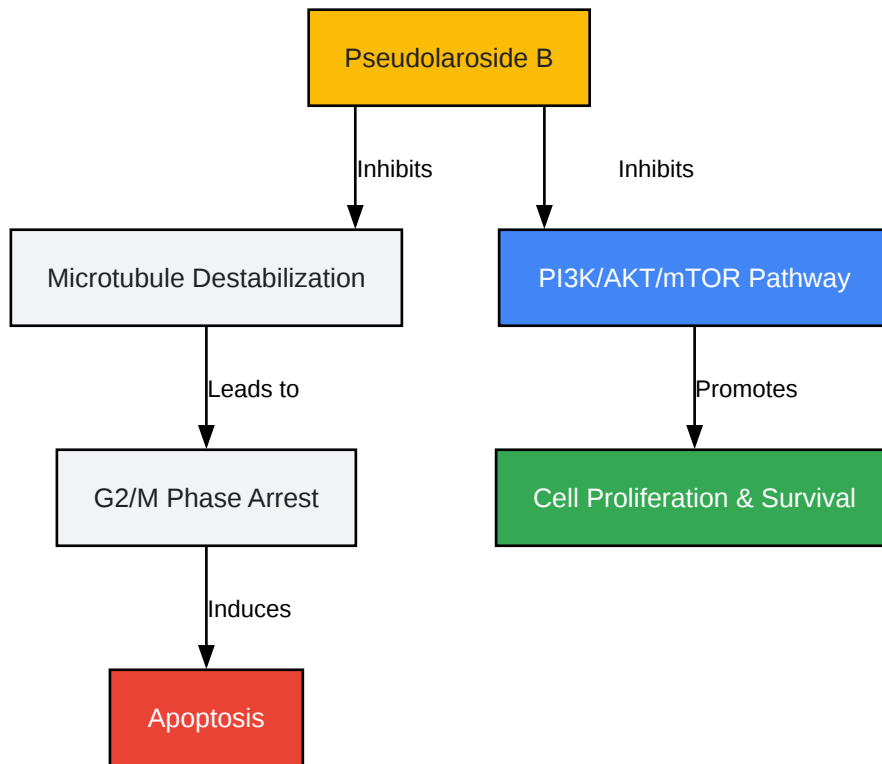 Pseudolaroside B
Inhibits
Inhibits
Microtubule Destabilization
PI3K/AKT/mTOR Pathway
Leads to
Promotes
G2/M Phase Arrest
Cell Proliferation & Survival
Induces
Apoptosis